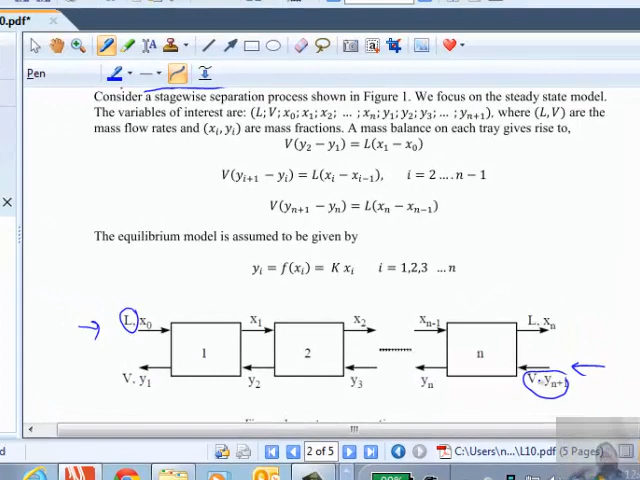 0.pdf*
Pen
Consider a stagewise separation process shown in Figure 1. We focus on the steady state model.
The variables of interest are: (L; V; x0; x1; x2; … ; xn; y1; y2; y3; … ; yn+1), where (L, V) are the
mass flow rates and (xi, yi) are mass fractions. A mass balance on each tray gives rise to,
V(y2 − y1) = L(x1 − x0)
V(yi+1 − yi) = L(xi − xi−1), i = 2 …. n − 1
V(yn+1 − yn) = L(xn − xn−1)
The equilibrium model is assumed to be given by
yi = f(xi) = K xi i = 1,2,3 …n
L, x0 x1 x2 xn-1 L, xn
1 2 .......... n
V. y1 y2 y3 yn V. yn+1
2 of 5 C:\Users\n...\L10.pdf (5 Pages)